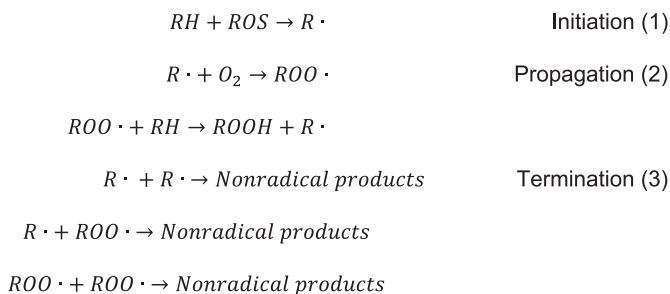 RH + ROS → R · Initiation (1)
R · + O₂ → ROO · Propagation (2)
ROO · + RH → ROOH + R ·
R · + R · → Nonradical products Termination (3)
R · + ROO · → Nonradical products
ROO · + ROO · → Nonradical products